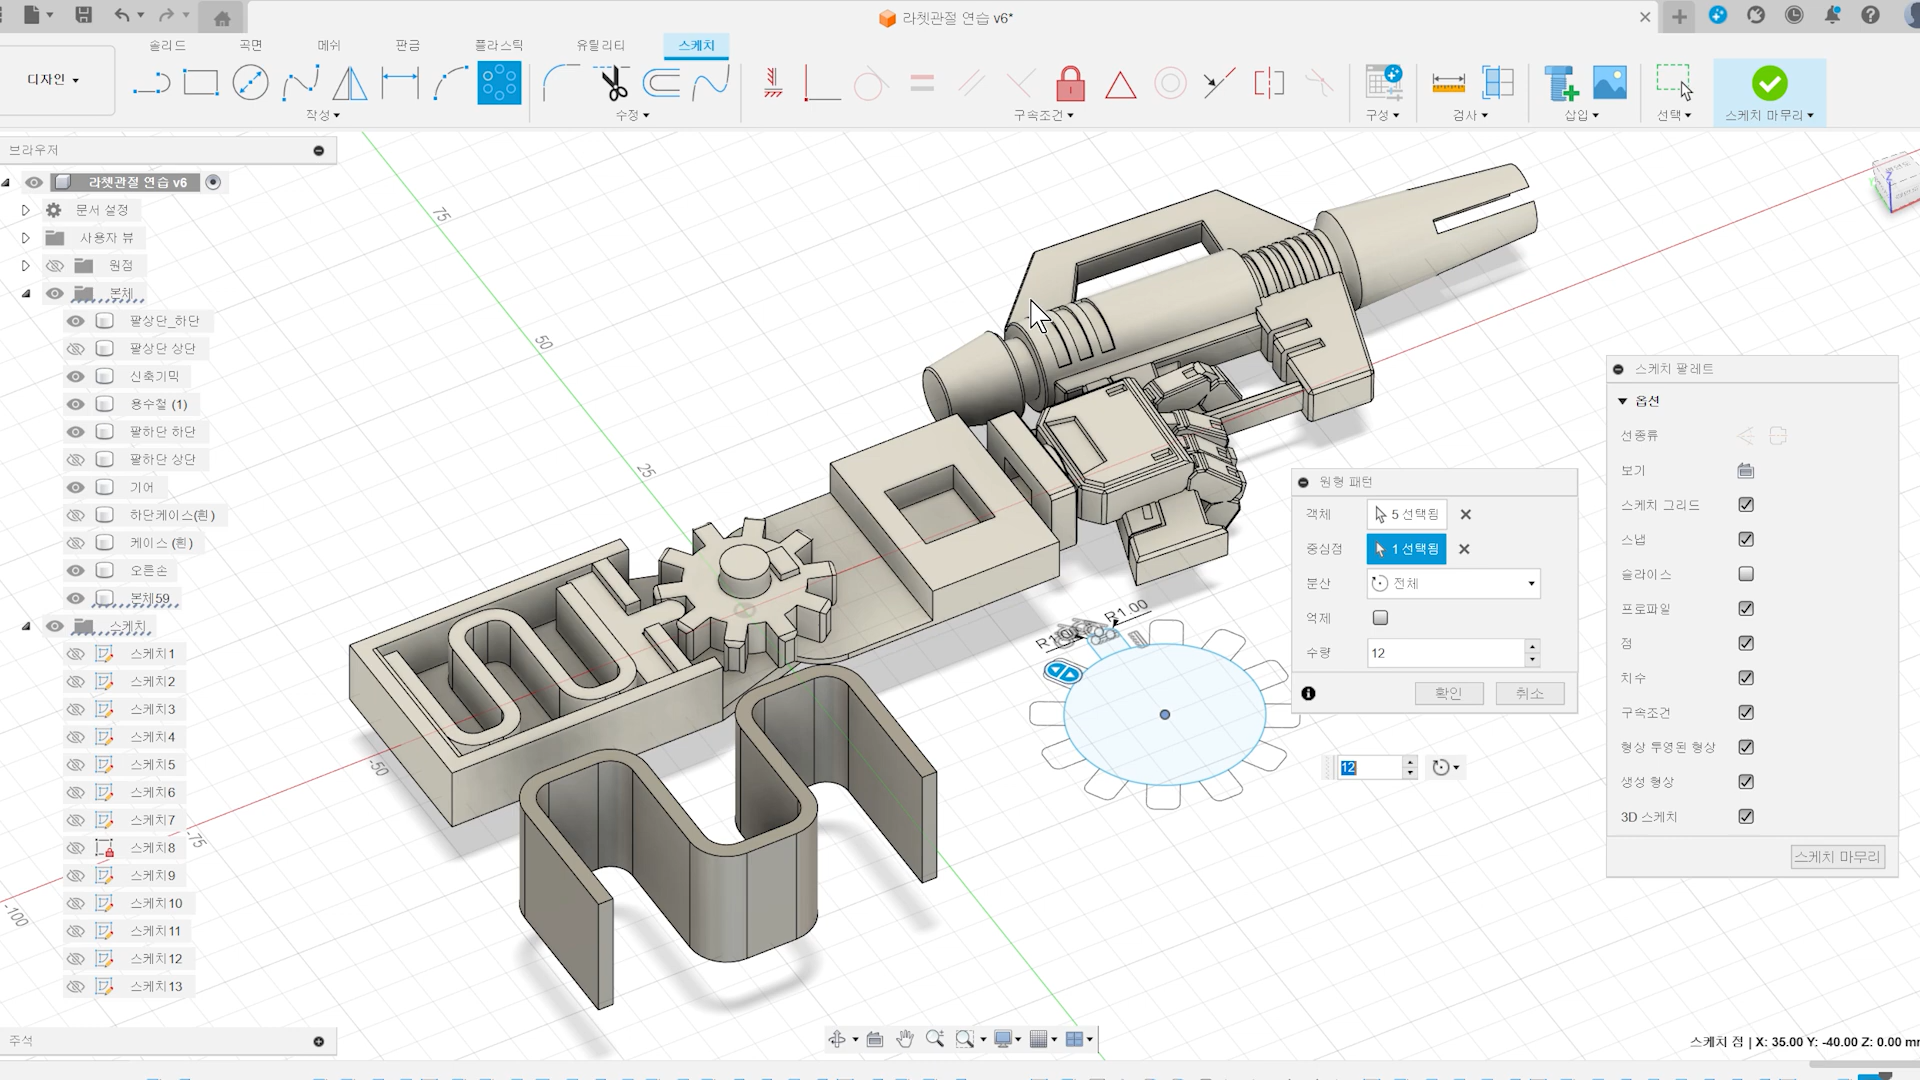 라쳇관절 연습 v6*
솔리드 곡면 메쉬 판금 플라스틱 유틸리티 스케치
디자인
작성 수정 구속조건 구성 검사 삽입 선택 스케치 마무리
브라우저
라쳇관절 연습 v6
문서 설정
사용자 뷰
원점
본체
팔상단_하단
팔상단 상단
신축기믹
용수철 (1)
팔하단 하단
팔하단 상단
기어
하단케이스(흰)
케이스 (흰)
오른손
본체59
스케치
스케치1
스케치2
스케치3
스케치4
스케치5
스케치6
스케치7
스케치8
스케치9
스케치10
스케치11
스케치12
스케치13
주석
75
50
25
-50
-75
-100
R1.00
R1.00
원형 패턴
객체 5 선택됨
중심점 1 선택됨
분산 전체
억제
수량 12
확인 취소
12
스케치 팔레트
옵션
선종류
보기
스케치 그리드
스냅
슬라이스
프로파일
점
치수
구속조건
형상 투영된 형상
생성 형상
3D 스케치
스케치 마무리
스케치 점 | X: 35.00 Y: -40.00 Z: 0.00 mm